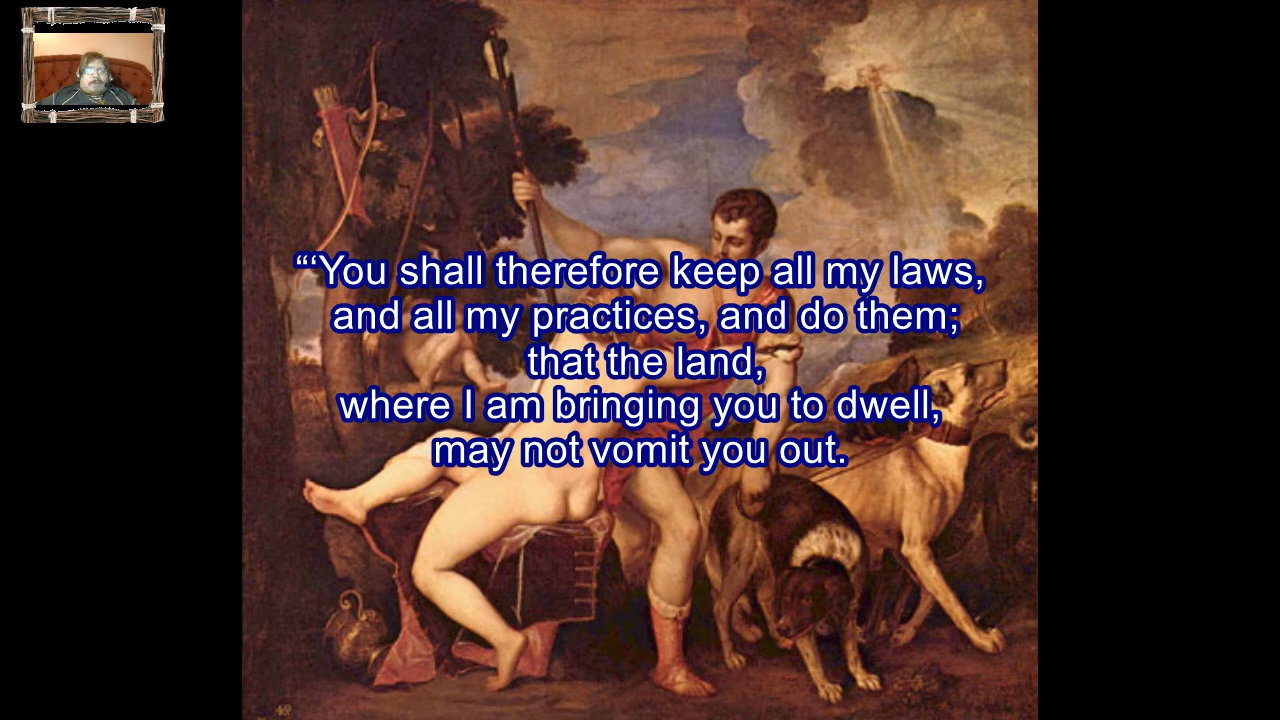 “‘You shall therefore keep all my laws,
and all my practices, and do them;
that the land,
where I am bringing you to dwell,
may not vomit you out.
49